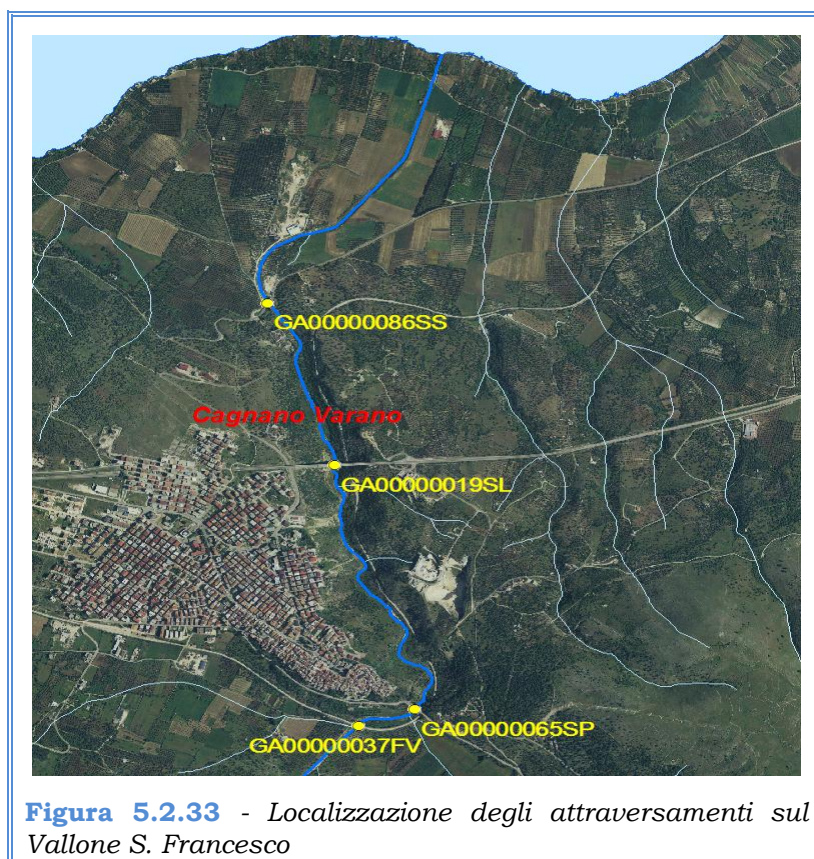 GA00000086SS
Cagnano Varano
GA00000019SL
GA00000065SP
GA00000037FV
Figura 5.2.33 - Localizzazione degli attraversamenti sul
Vallone S. Francesco